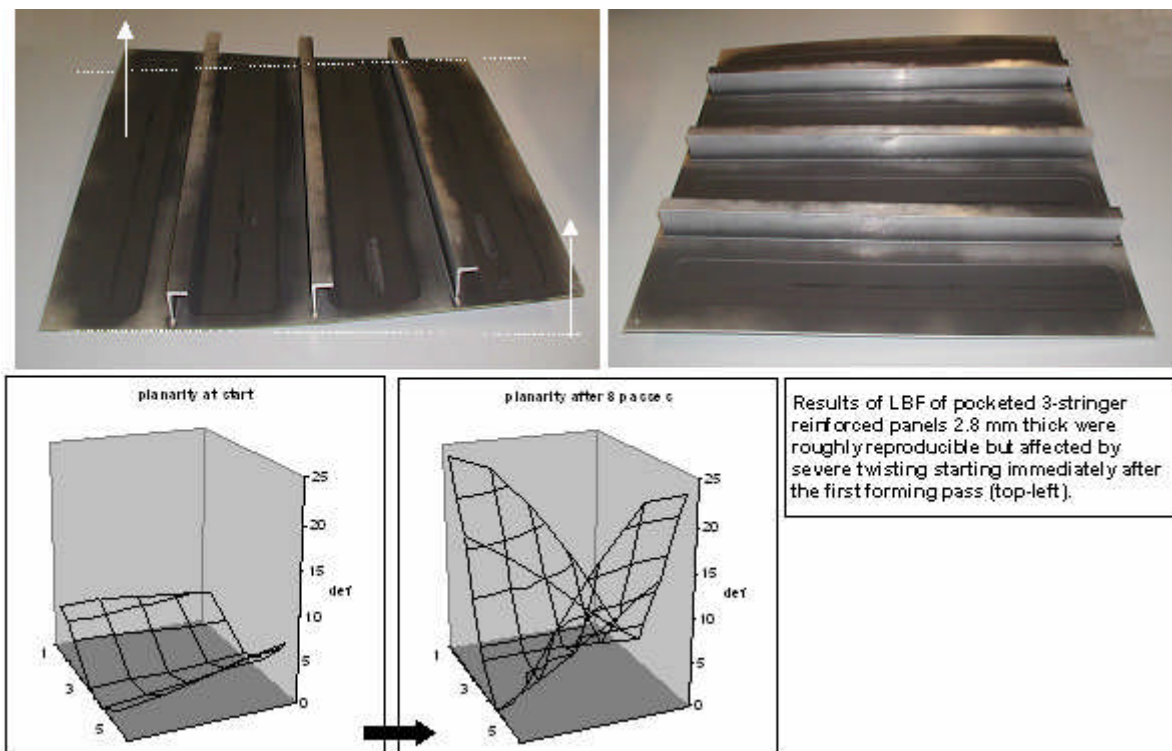 planarity at start
25
20
15
def
10
5
0
1
3
5
planarity after 8 passes
25
20
15
def
10
5
0
1
3
5
Results of LBF of pocketed 3-stringer
reinforced panels 2.8 mm thick were
roughly reproducible but affected by
severe twisting starting immediately after
the first forming pass (top-left).